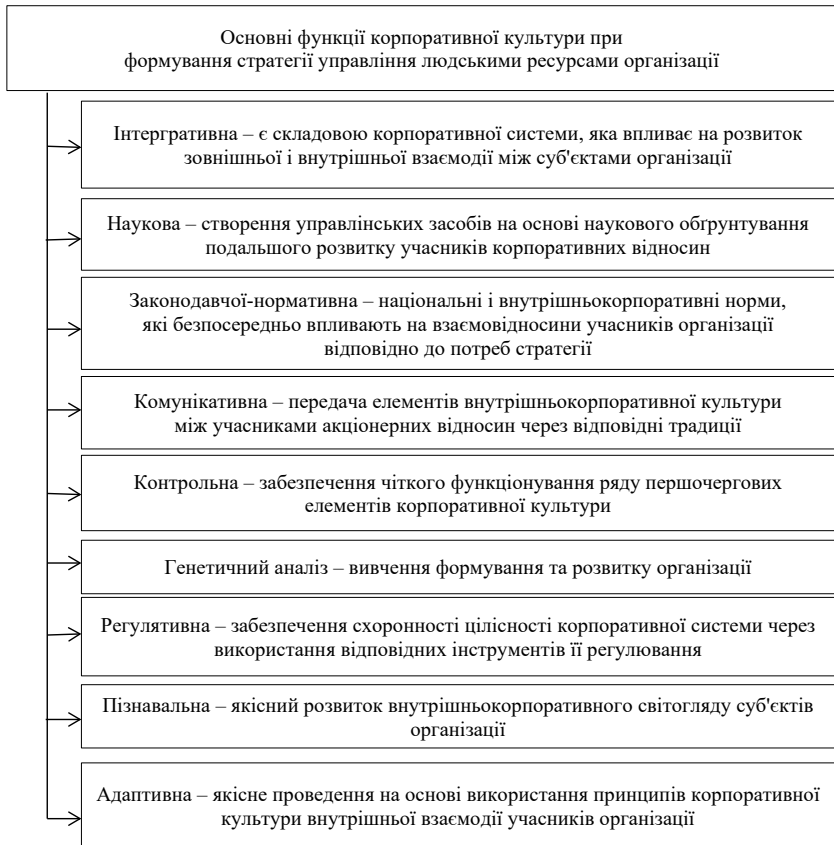 Основні функції корпоративної культури при
формування стратегії управління людськими ресурсами організації
Інтергративна – є складовою корпоративної системи, яка впливає на розвиток
зовнішньої і внутрішньої взаємодії між суб'єктами організації
Наукова – створення управлінських засобів на основі наукового обґрунтування
подальшого розвитку учасників корпоративних відносин
Законодавчої-нормативна – національні і внутрішньокорпоративні норми,
які безпосередньо впливають на взаємовідносини учасників організації
відповідно до потреб стратегії
Комунікативна – передача елементів внутрішньокорпоративної культури
між учасниками акціонерних відносин через відповідні традиції
Контрольна – забезпечення чіткого функціонування ряду першочергових
елементів корпоративної культури
Генетичний аналіз – вивчення формування та розвитку організації
Регулятивна – забезпечення схоронності цілісності корпоративної системи через
використання відповідних інструментів її регулювання
Пізнавальна – якісний розвиток внутрішньокорпоративного світогляду суб'єктів
організації
Адаптивна – якісне проведення на основі використання принципів корпоративної
культури внутрішньої взаємодії учасників організації